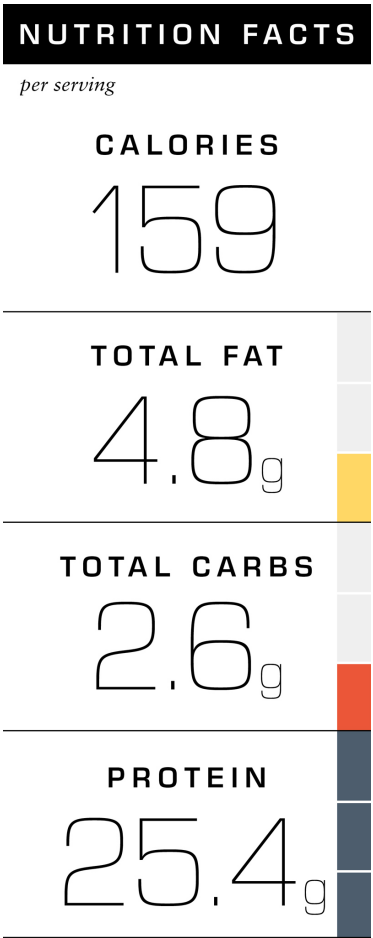 NUTRITION FACTS
per serving
CALORIES
159
TOTAL FAT
4.8g
TOTAL CARBS
2.6g
PROTEIN
25.4g